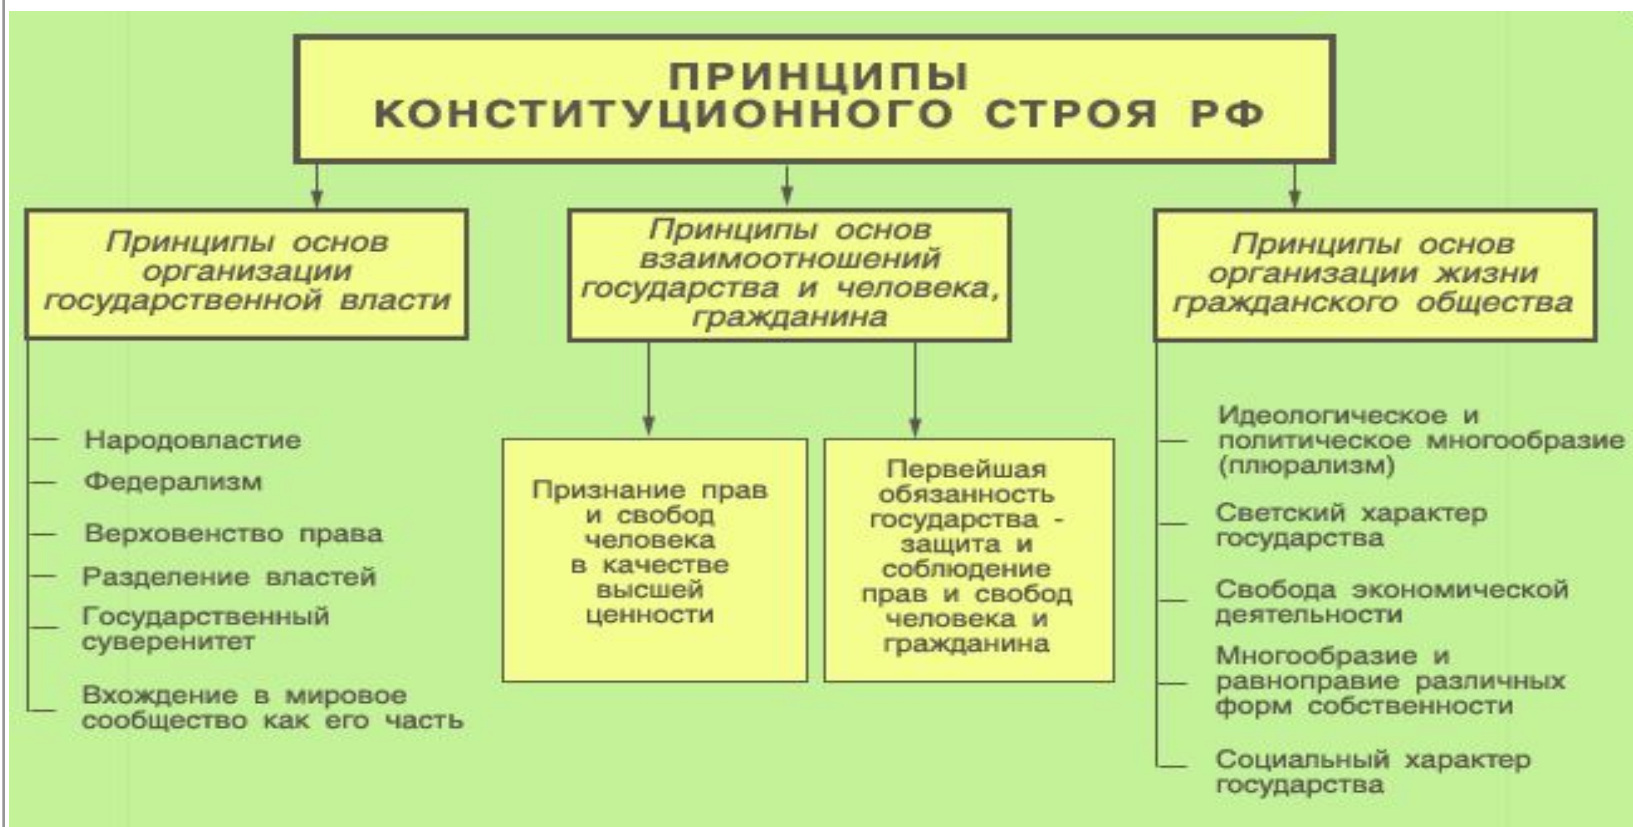 ПРИНЦИПЫ
КОНСТИТУЦИОННОГО СТРОЯ РФ
Принципы основ
организации
государственной власти
Народовластие
Федерализм
Верховенство права
Разделение властей
Государственный
суверенитет
Вхождение в мировое
сообщество как его часть
Принципы основ
взаимоотношений
государства и человека,
гражданина
Признание прав
и свобод
человека
в качестве
высшей
ценности
Первейшая
обязанность
государства -
защита и
соблюдение
прав и свобод
человека и
гражданина
Принципы основ
организации жизни
гражданского общества
Идеологическое и
политическое многообразие
(плюрализм)
Светский характер
государства
Свобода экономической
деятельности
Многообразие и
равноправие различных
форм собственности
Социальный характер
государства